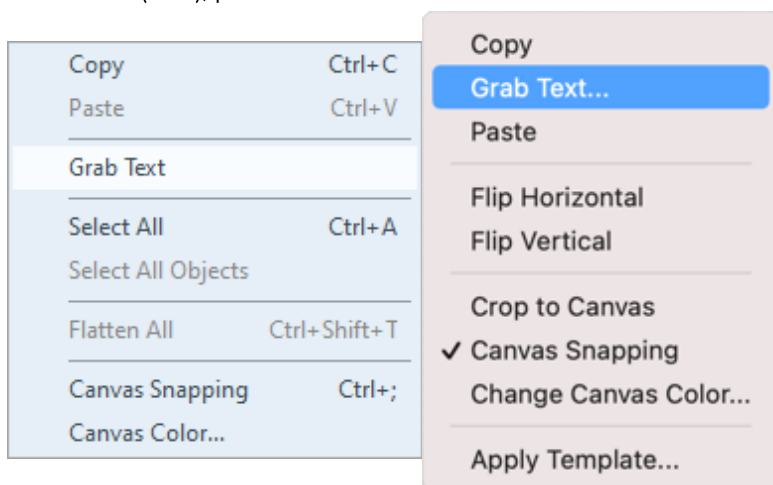 Copy Ctrl+C
Paste Ctrl+V
Grab Text
Select All Ctrl+A
Select All Objects
Flatten All Ctrl+Shift+T
Canvas Snapping Ctrl+;
Canvas Color...
Copy
Grab Text...
Paste
Flip Horizontal
Flip Vertical
Crop to Canvas
✓ Canvas Snapping
Change Canvas Color...
Apply Template...